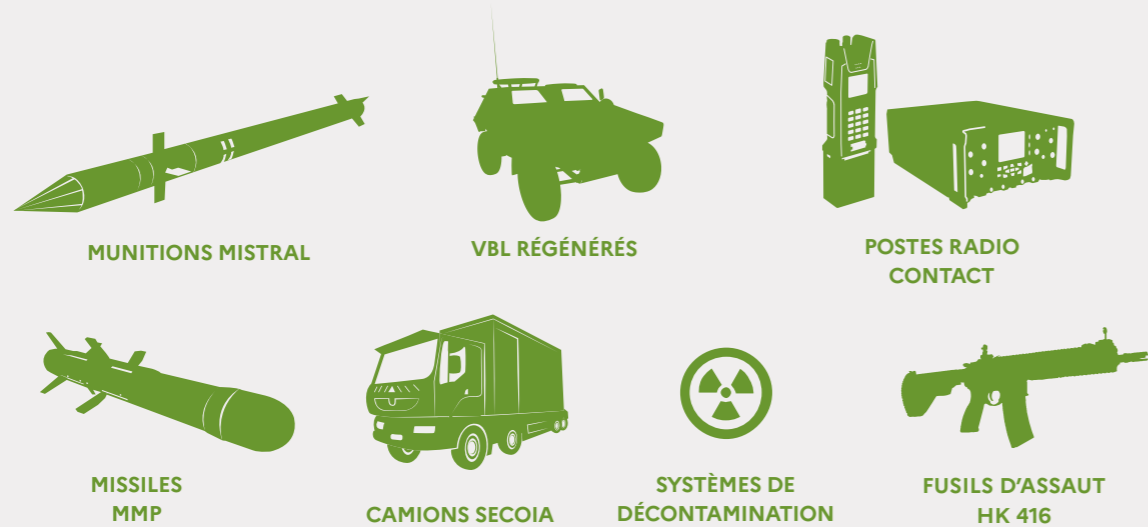 MUNITIONS MISTRAL
VBL RÉGÉNÉRÉS
POSTES RADIO
CONTACT
MISSILES
MMP
CAMIONS SECOIA
SYSTÈMES DE
DÉCONTAMINATION
FUSILS D'ASSAUT
HK 416